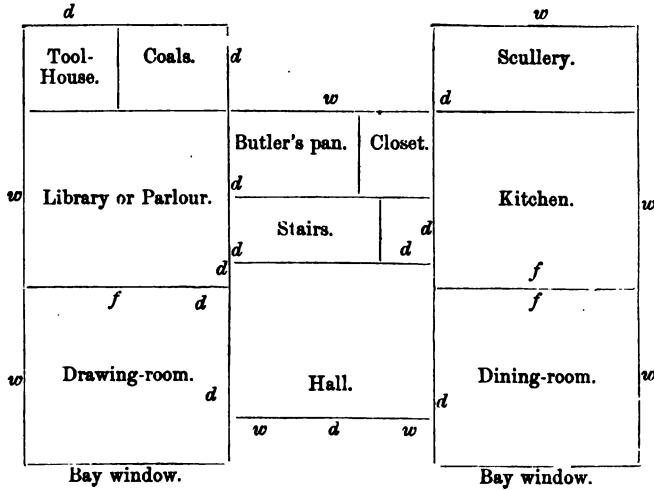 d w
Tool-
House. Coals. d Scullery.
w d
Butler's pan. Closet.
w Library or Parlour. d Kitchen. w
Stairs. d
d d
d f
f d f
w Drawing-room. Hall. Dining-room. w
d d
w d w
Bay window. Bay window.